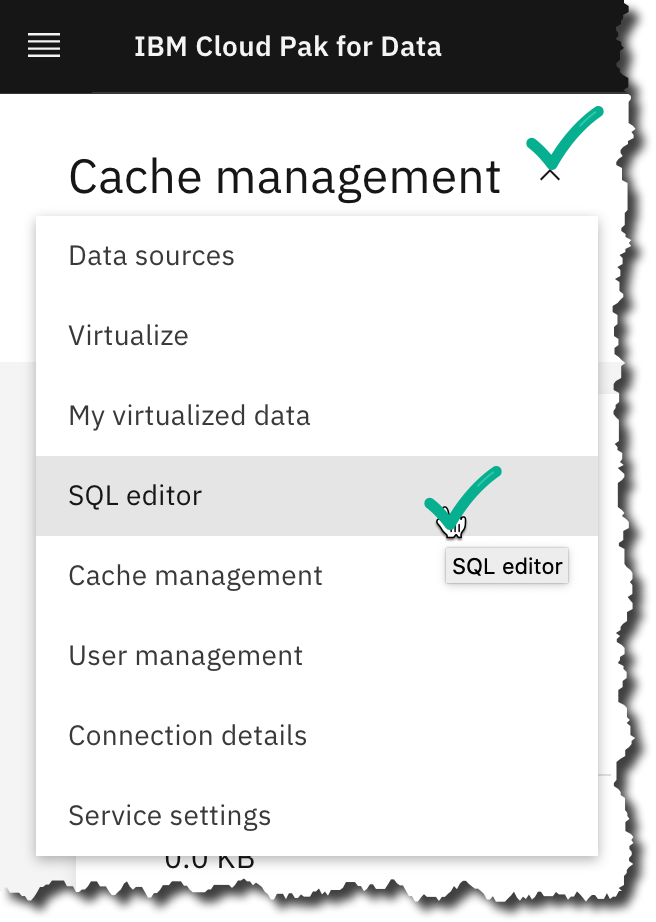 IBM Cloud Pak for Data
Cache management
Data sources
Virtualize
My virtualized data
SQL editor
SQL editor
Cache management
User management
Connection details
Service settings
0.0 KB